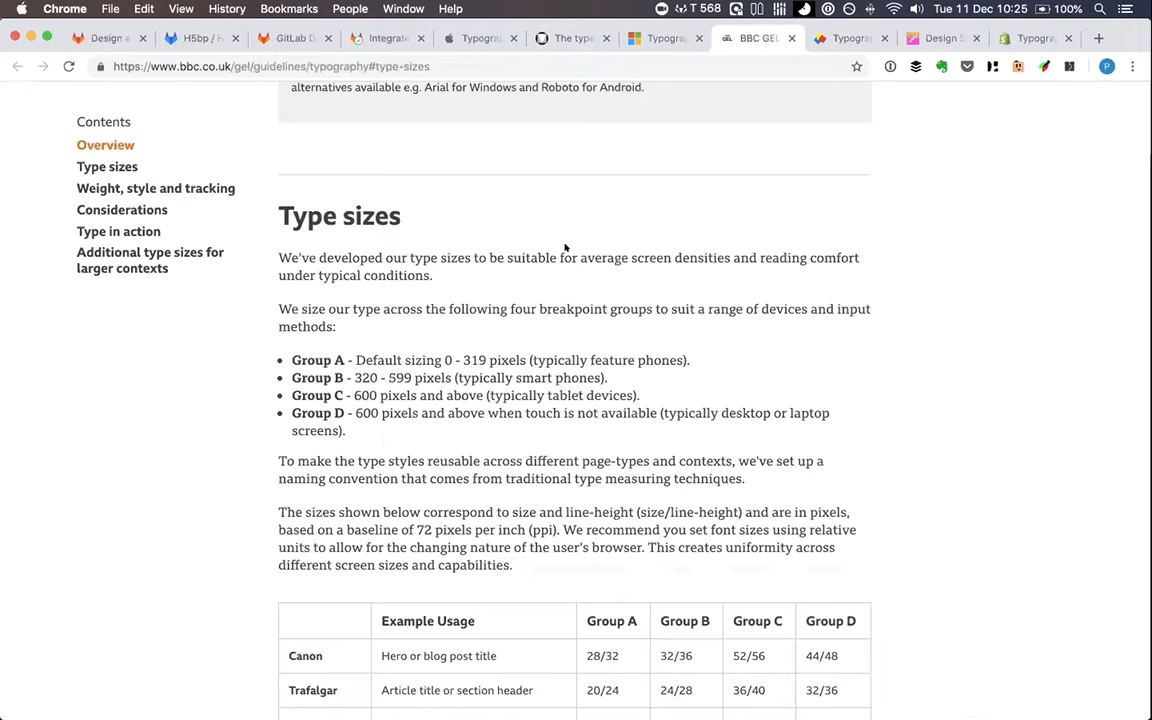 Chrome File Edit View History Bookmarks People Window Help T 568 Tue 11 Dec 10:25 100%
Design a H5bp / H GitLab D Integrate Typograp The type Typograp BBC GEL Typograp Design S Typograp
https://www.bbc.co.uk/gel/guidelines/typography#type-sizes P
alternatives available e.g. Arial for Windows and Roboto for Android.
Contents
Overview
Type sizes
Weight, style and tracking
Considerations
Type in action
Additional type sizes for
larger contexts
Type sizes
We've developed our type sizes to be suitable for average screen densities and reading comfort
under typical conditions.
We size our type across the following four breakpoint groups to suit a range of devices and input
methods:
• Group A - Default sizing 0 - 319 pixels (typically feature phones).
• Group B - 320 - 599 pixels (typically smart phones).
• Group C - 600 pixels and above (typically tablet devices).
• Group D - 600 pixels and above when touch is not available (typically desktop or laptop
screens).
To make the type styles reusable across different page-types and contexts, we've set up a
naming convention that comes from traditional type measuring techniques.
The sizes shown below correspond to size and line-height (size/line-height) and are in pixels,
based on a baseline of 72 pixels per inch (ppi). We recommend you set font sizes using relative
units to allow for the changing nature of the user's browser. This creates uniformity across
different screen sizes and capabilities.
Example Usage Group A Group B Group C Group D
Canon Hero or blog post title 28/32 32/36 52/56 44/48
Trafalgar Article title or section header 20/24 24/28 36/40 32/36